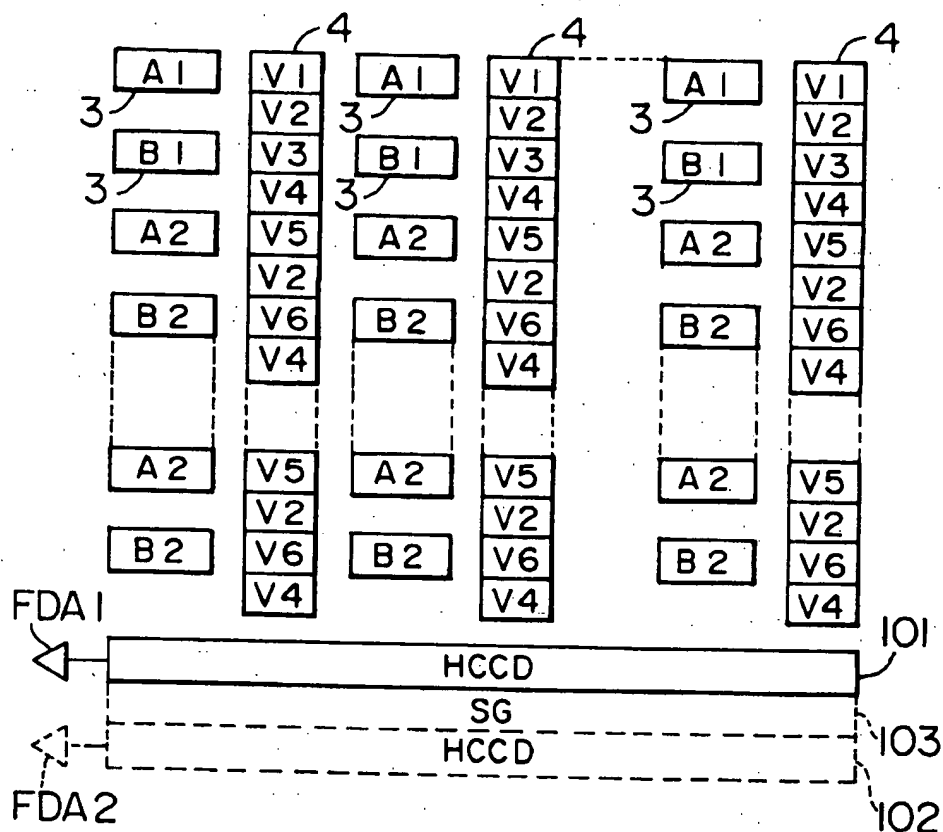 4 4 4
A1 V1 A1 V1 A1 V1
3 V2 3 V2 3 V2
B1 V3 B1 V3 B1 V3
3 V4 3 V4 3 V4
A2 V5 A2 V5 A2 V5
V2 V2 V2
B2 V6 B2 V6 B2 V6
V4 V4 V4
A2 V5 A2 V5 A2 V5
V2 V2 V2
B2 V6 B2 V6 B2 V6
V4 V4 V4
FDA1 101
HCCD
SG 103
HCCD
FDA2 102